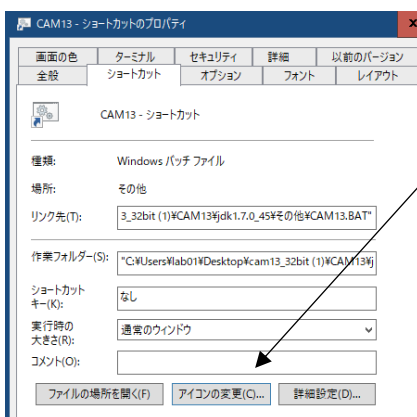 CAM13 - ショートカットのプロパティ
x
画面の色 ターミナル セキュリティ 詳細 以前のバージョン
全般 ショートカット オプション フォント レイアウト
CAM13 - ショートカット
種類: Windows バッチ ファイル
場所: その他
リンク先(T): 3_32bit (1)¥CAM13¥jdk1.7.0_45¥その他¥CAM13.BAT"
作業フォルダー(S): "C:¥Users¥lab01¥Desktop¥cam13_32bit (1)¥CAM13¥j
ショートカット
キー(K): なし
実行時の
大きさ(R): 通常のウィンドウ
コメント(O):
ファイルの場所を開く(F) アイコンの変更(C)... 詳細設定(D)...